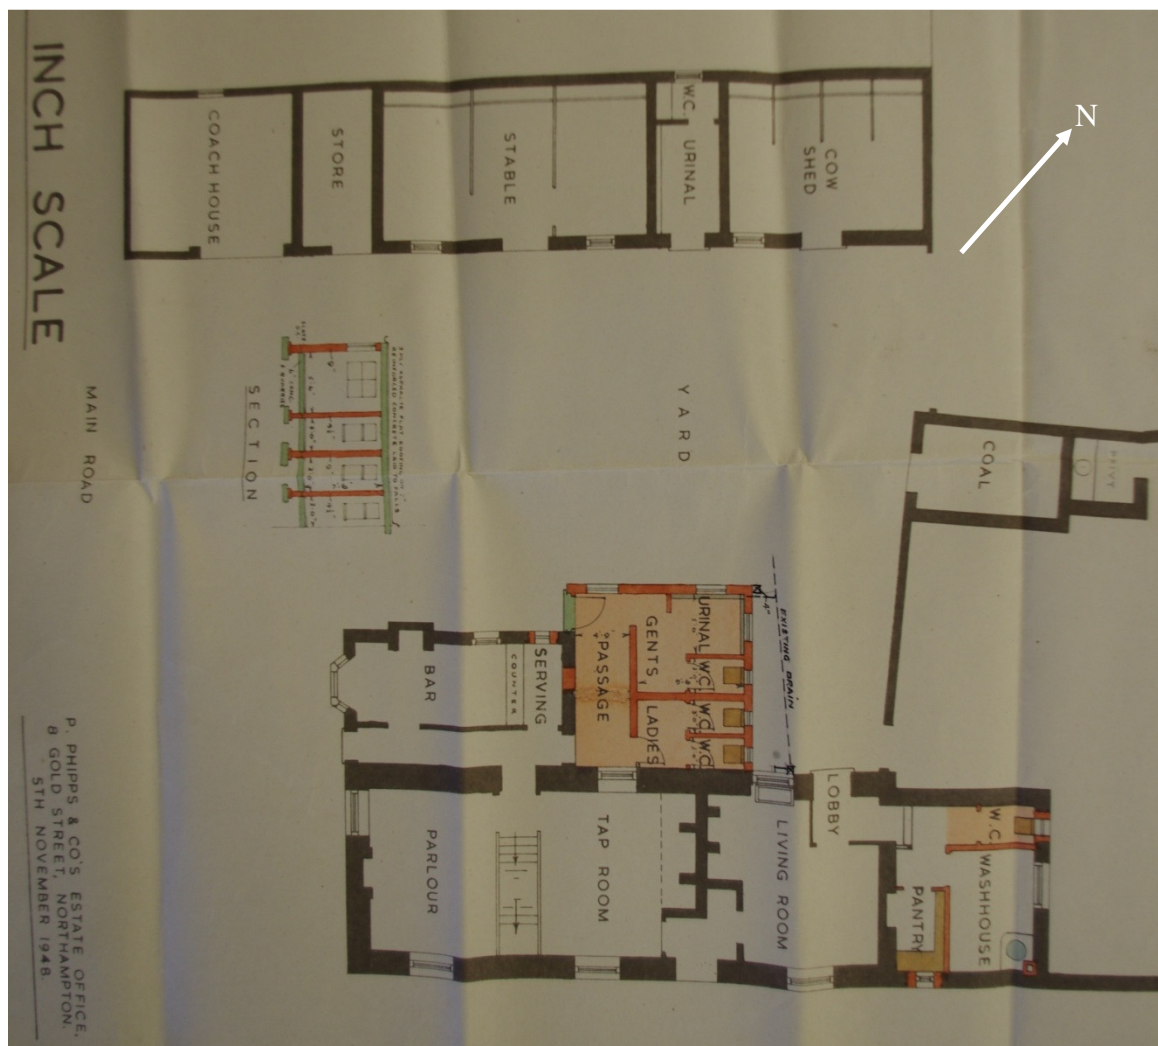 INCH SCALE
N
COACH HOUSE
STORE
STABLE
W.C.
URINAL
COW
SHED
MAIN ROAD
SECTION
YARD
COAL
PRIVY
EXISTING DRAIN
4"
BAR
COUNTER
SERVING
PASSAGE
GENTS
URINAL
W.C.
LADIES
W.C.
W.C.
PARLOUR
TAP ROOM
LIVING ROOM
LOBBY
W.C.
WASHHOUSE
PANTRY
P. PHIPPS & CO'S ESTATE OFFICE,
8 GOLD STREET, NORTHAMPTON.
5TH NOVEMBER 1948.